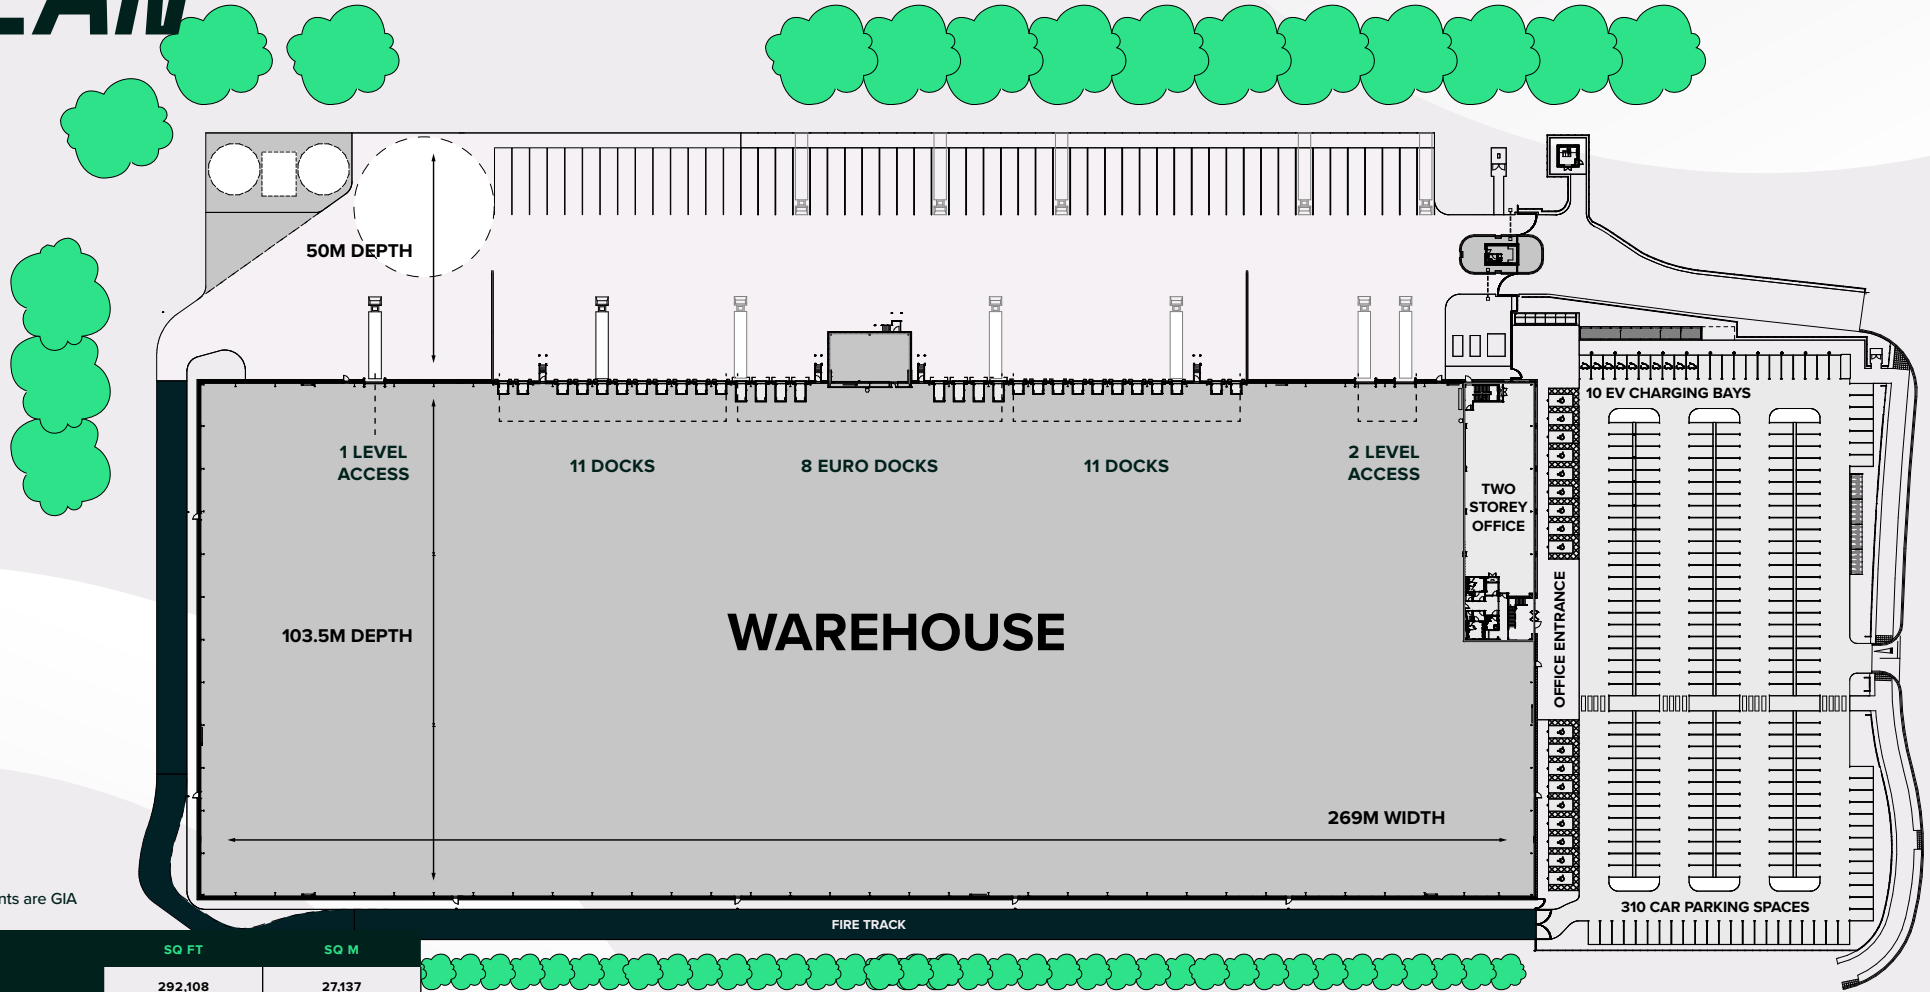 50M DEPTH
10 EV CHARGING BAYS
1 LEVEL
ACCESS
11 DOCKS
8 EURO DOCKS
11 DOCKS
2 LEVEL
ACCESS
TWO
STOREY
OFFICE
WAREHOUSE
103.5M DEPTH
OFFICE ENTRANCE
269M WIDTH
310 CAR PARKING SPACES
FIRE TRACK
are GIA
SQ FT
SQ M
292,108
27,137